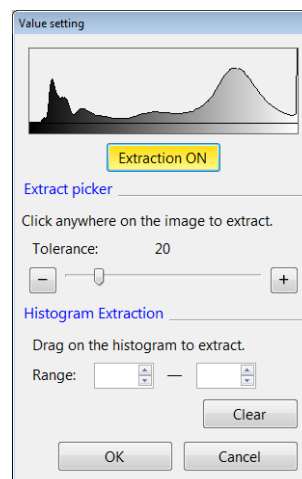 Value setting
Extraction ON
Extract picker
Click anywhere on the image to extract.
Tolerance: 20
− +
Histogram Extraction
Drag on the histogram to extract.
Range: —
Clear
OK Cancel